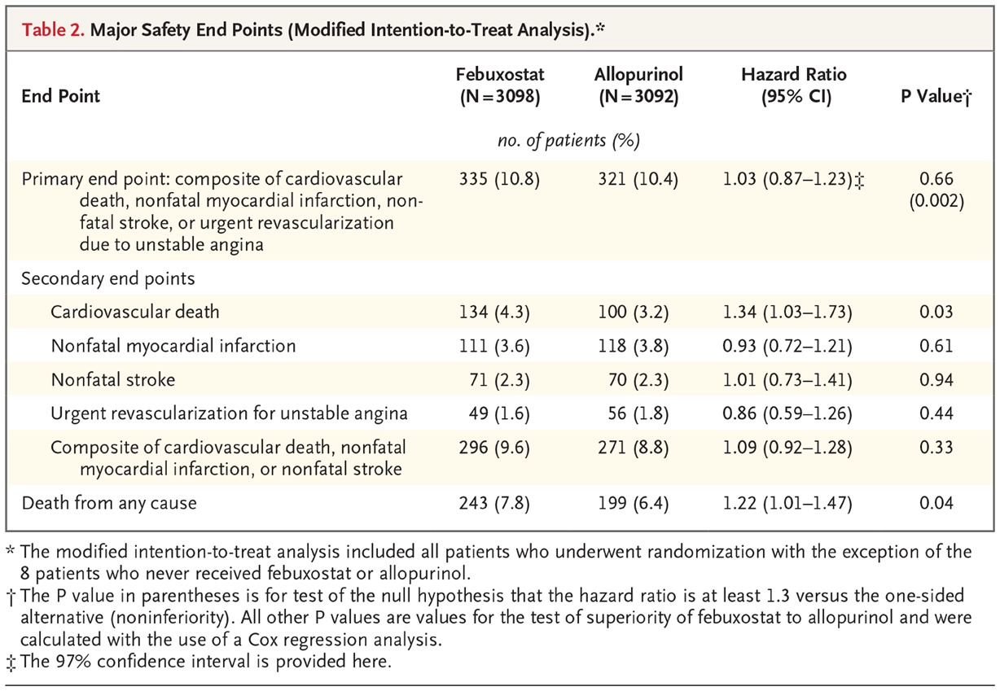 Table 2. Major Safety End Points (Modified Intention-to-Treat Analysis).*
End Point Febuxostat (N=3098) Allopurinol (N=3092) Hazard Ratio (95% CI) P Value†
no. of patients (%)
Primary end point: composite of cardiovascular 335 (10.8) 321 (10.4) 1.03 (0.87–1.23)‡ 0.66
death, nonfatal myocardial infarction, non- (0.002)
fatal stroke, or urgent revascularization
due to unstable angina
Secondary end points
Cardiovascular death 134 (4.3) 100 (3.2) 1.34 (1.03–1.73) 0.03
Nonfatal myocardial infarction 111 (3.6) 118 (3.8) 0.93 (0.72–1.21) 0.61
Nonfatal stroke 71 (2.3) 70 (2.3) 1.01 (0.73–1.41) 0.94
Urgent revascularization for unstable angina 49 (1.6) 56 (1.8) 0.86 (0.59–1.26) 0.44
Composite of cardiovascular death, nonfatal 296 (9.6) 271 (8.8) 1.09 (0.92–1.28) 0.33
myocardial infarction, or nonfatal stroke
Death from any cause 243 (7.8) 199 (6.4) 1.22 (1.01–1.47) 0.04
* The modified intention-to-treat analysis included all patients who underwent randomization with the exception of the
8 patients who never received febuxostat or allopurinol.
† The P value in parentheses is for test of the null hypothesis that the hazard ratio is at least 1.3 versus the one-sided
alternative (noninferiority). All other P values are values for the test of superiority of febuxostat to allopurinol and were
calculated with the use of a Cox regression analysis.
‡ The 97% confidence interval is provided here.